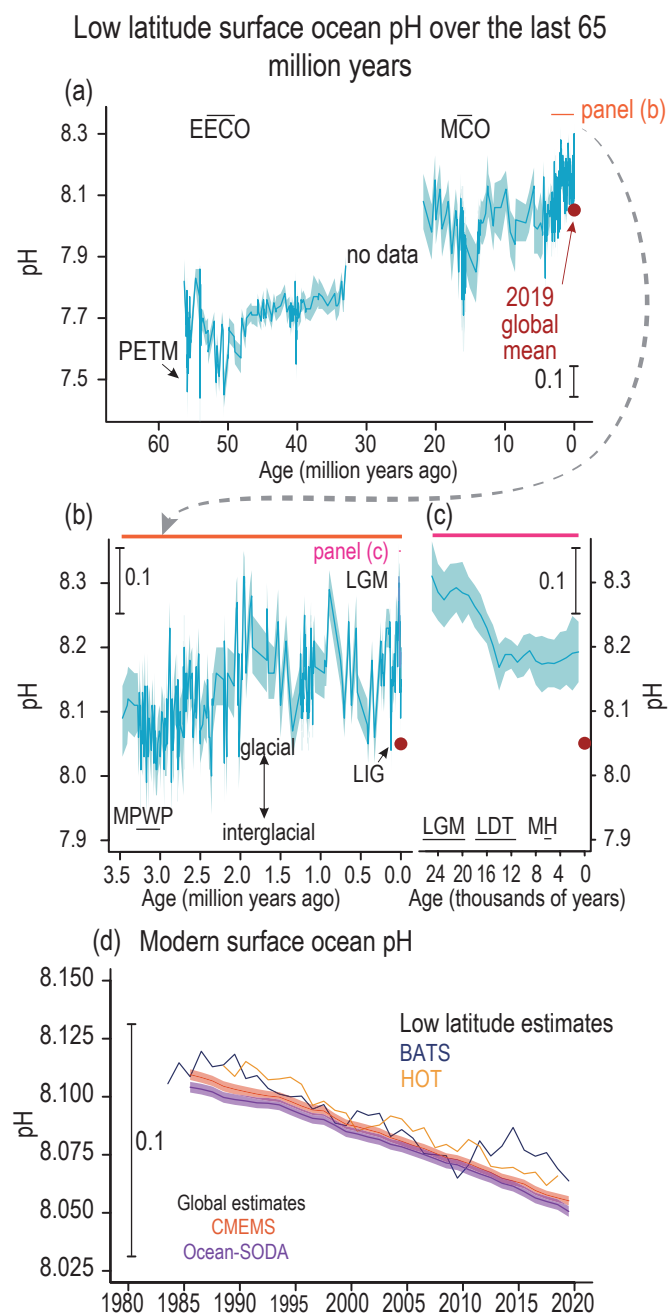 Low latitude surface ocean pH over the last 65
million years
(a)
panel (b)
EECO
MCO
8.3
8.1
7.9
7.7
7.5
pH
no data
PETM
2019
global
mean
0.1
60
50
40
30
20
10
0
Age (million years ago)
(b)
panel (c)
LGM
0.1
8.3
8.2
8.1
8.0
7.9
pH
glacial
interglacial
LIG
MPWP
3.5
3.0
2.5
2.0
1.5
1.0
0.5
0.0
Age (million years ago)
(c)
0.1
8.3
8.2
8.1
8.0
7.9
pH
LGM
LDT
MH
24
20
16
12
8
4
0
Age (thousands of years)
(d) Modern surface ocean pH
8.150
8.125
8.100
8.075
8.050
8.025
pH
0.1
Low latitude estimates
BATS
HOT
Global estimates
CMEMS
Ocean-SODA
1980
1985
1990
1995
2000
2005
2010
2015
2020